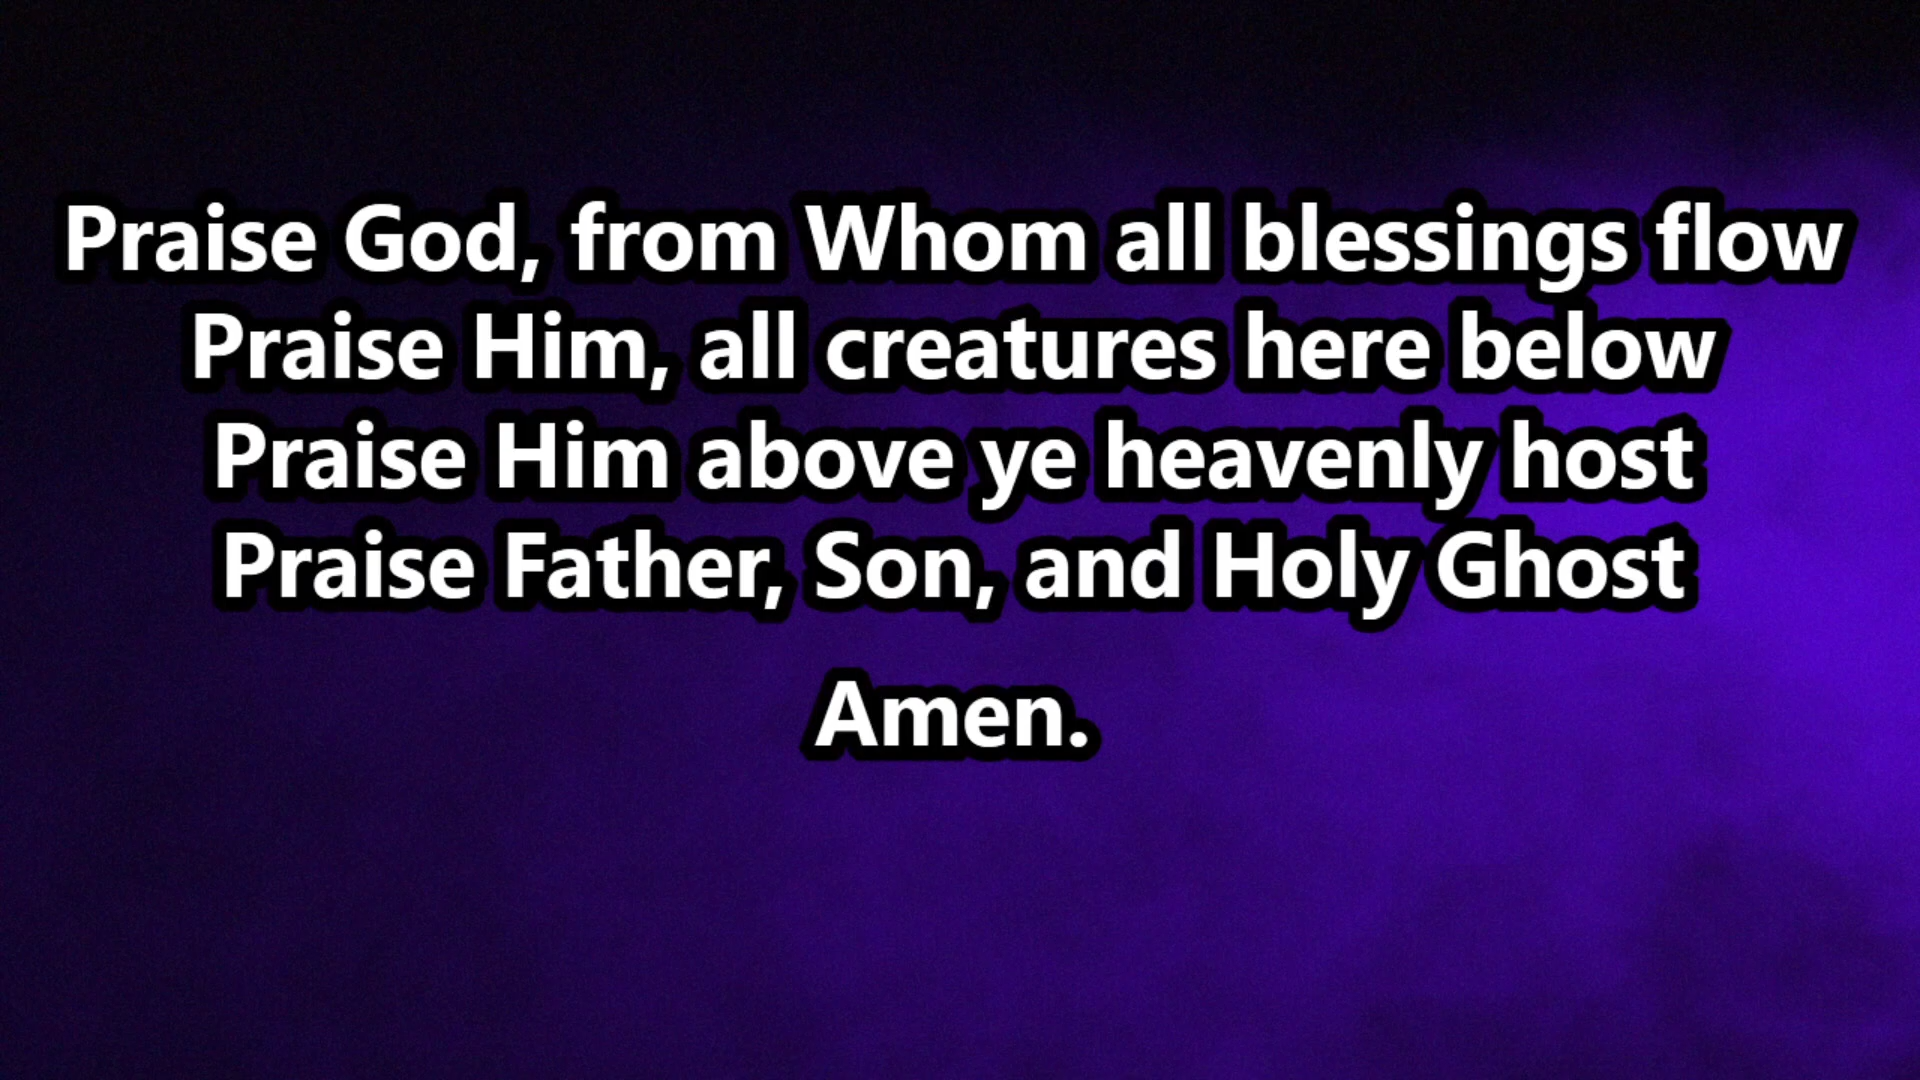 Praise God, from Whom all blessings flow
Praise Him, all creatures here below
Praise Him above ye heavenly host
Praise Father, Son, and Holy Ghost
Amen.